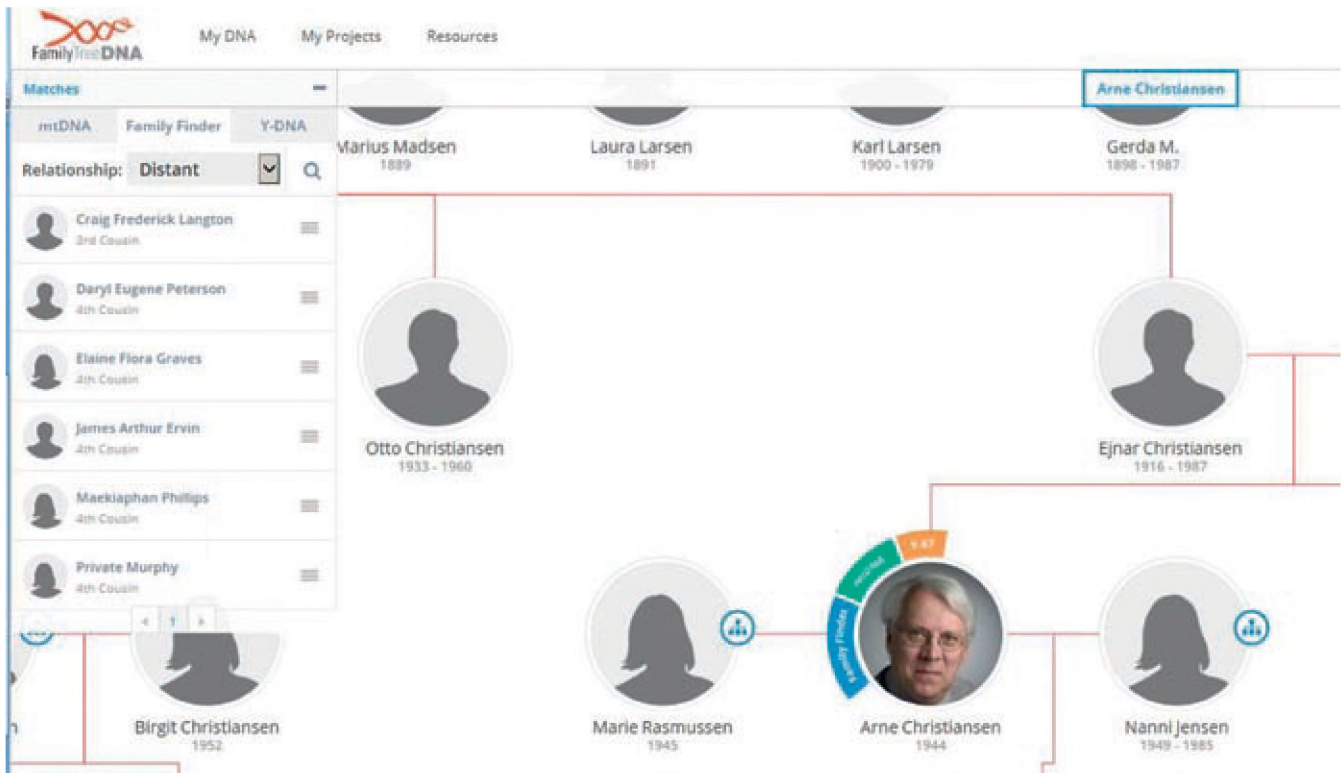 FamilyTreeDNA
My DNA
My Projects
Resources
Matches
Arne Christiansen
mtDNA
Family Finder
Y-DNA
Relationship: Distant
Craig Frederick Langton
3rd Cousin
Daryl Eugene Peterson
4th Cousin
Elaine Flora Graves
4th Cousin
James Arthur Ervin
4th Cousin
Maekiaphan Phillips
4th Cousin
Private Murphy
4th Cousin
1
Marius Madsen
1889
Laura Larsen
1891
Karl Larsen
1900 - 1979
Gerda M.
1898 - 1987
Otto Christiansen
1933 - 1960
Ejnar Christiansen
1916 - 1987
Family Finder
Birgit Christiansen
1952
Marie Rasmussen
1945
Arne Christiansen
1944
Nanni Jensen
1949 - 1985